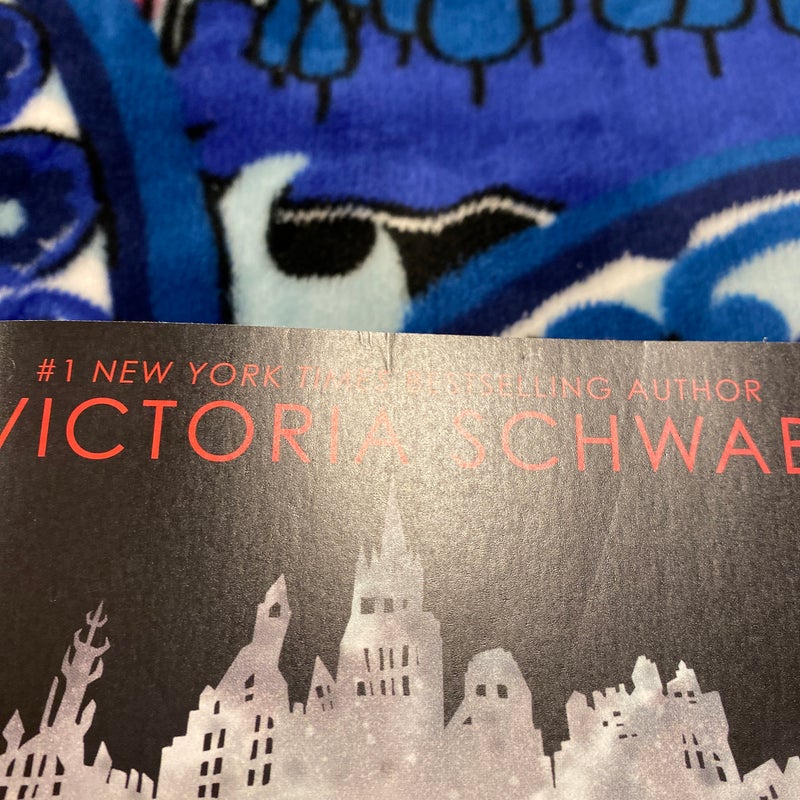 #1 NEW YORK TIMES BESTSELLING AUTHOR
VICTORIA SCHWAB